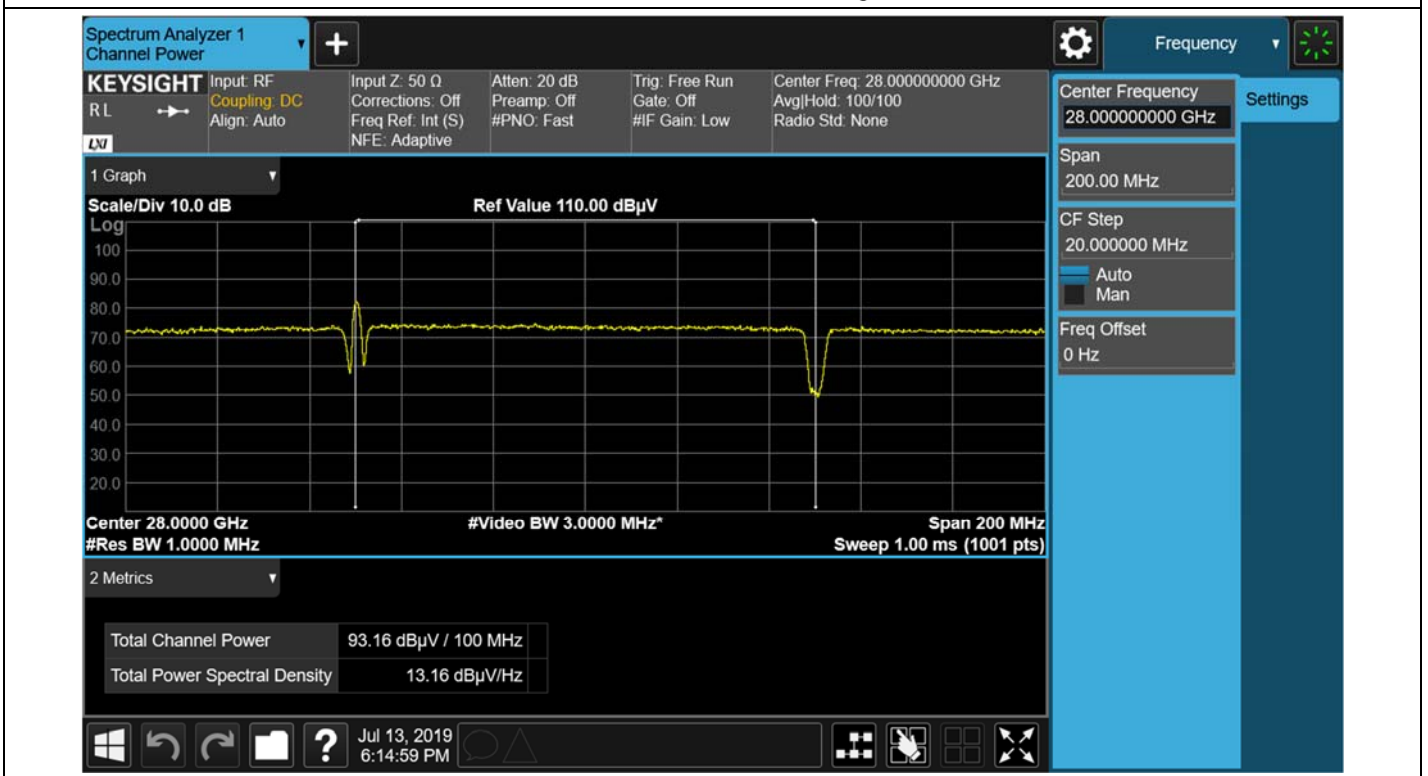 Spectrum Analyzer 1
Channel Power
+
Frequency
KEYSIGHT
RL
LXI
Input: RF
Coupling: DC
Align: Auto
Input Z: 50 Ω
Corrections: Off
Freq Ref: Int (S)
NFE: Adaptive
Atten: 20 dB
Preamp: Off
#PNO: Fast
Trig: Free Run
Gate: Off
#IF Gain: Low
Center Freq: 28.000000000 GHz
Avg|Hold: 100/100
Radio Std: None
Center Frequency
28.000000000 GHz
Settings
Span
200.00 MHz
CF Step
20.000000 MHz
Auto
Man
Freq Offset
0 Hz
1 Graph
Scale/Div 10.0 dB
Ref Value 110.00 dBµV
Log
100
90.0
80.0
70.0
60.0
50.0
40.0
30.0
20.0
Center 28.0000 GHz
#Video BW 3.0000 MHz*
Span 200 MHz
#Res BW 1.0000 MHz
Sweep 1.00 ms (1001 pts)
2 Metrics
Total Channel Power 93.16 dBµV / 100 MHz
Total Power Spectral Density 13.16 dBµV/Hz
?
Jul 13, 2019
6:14:59 PM